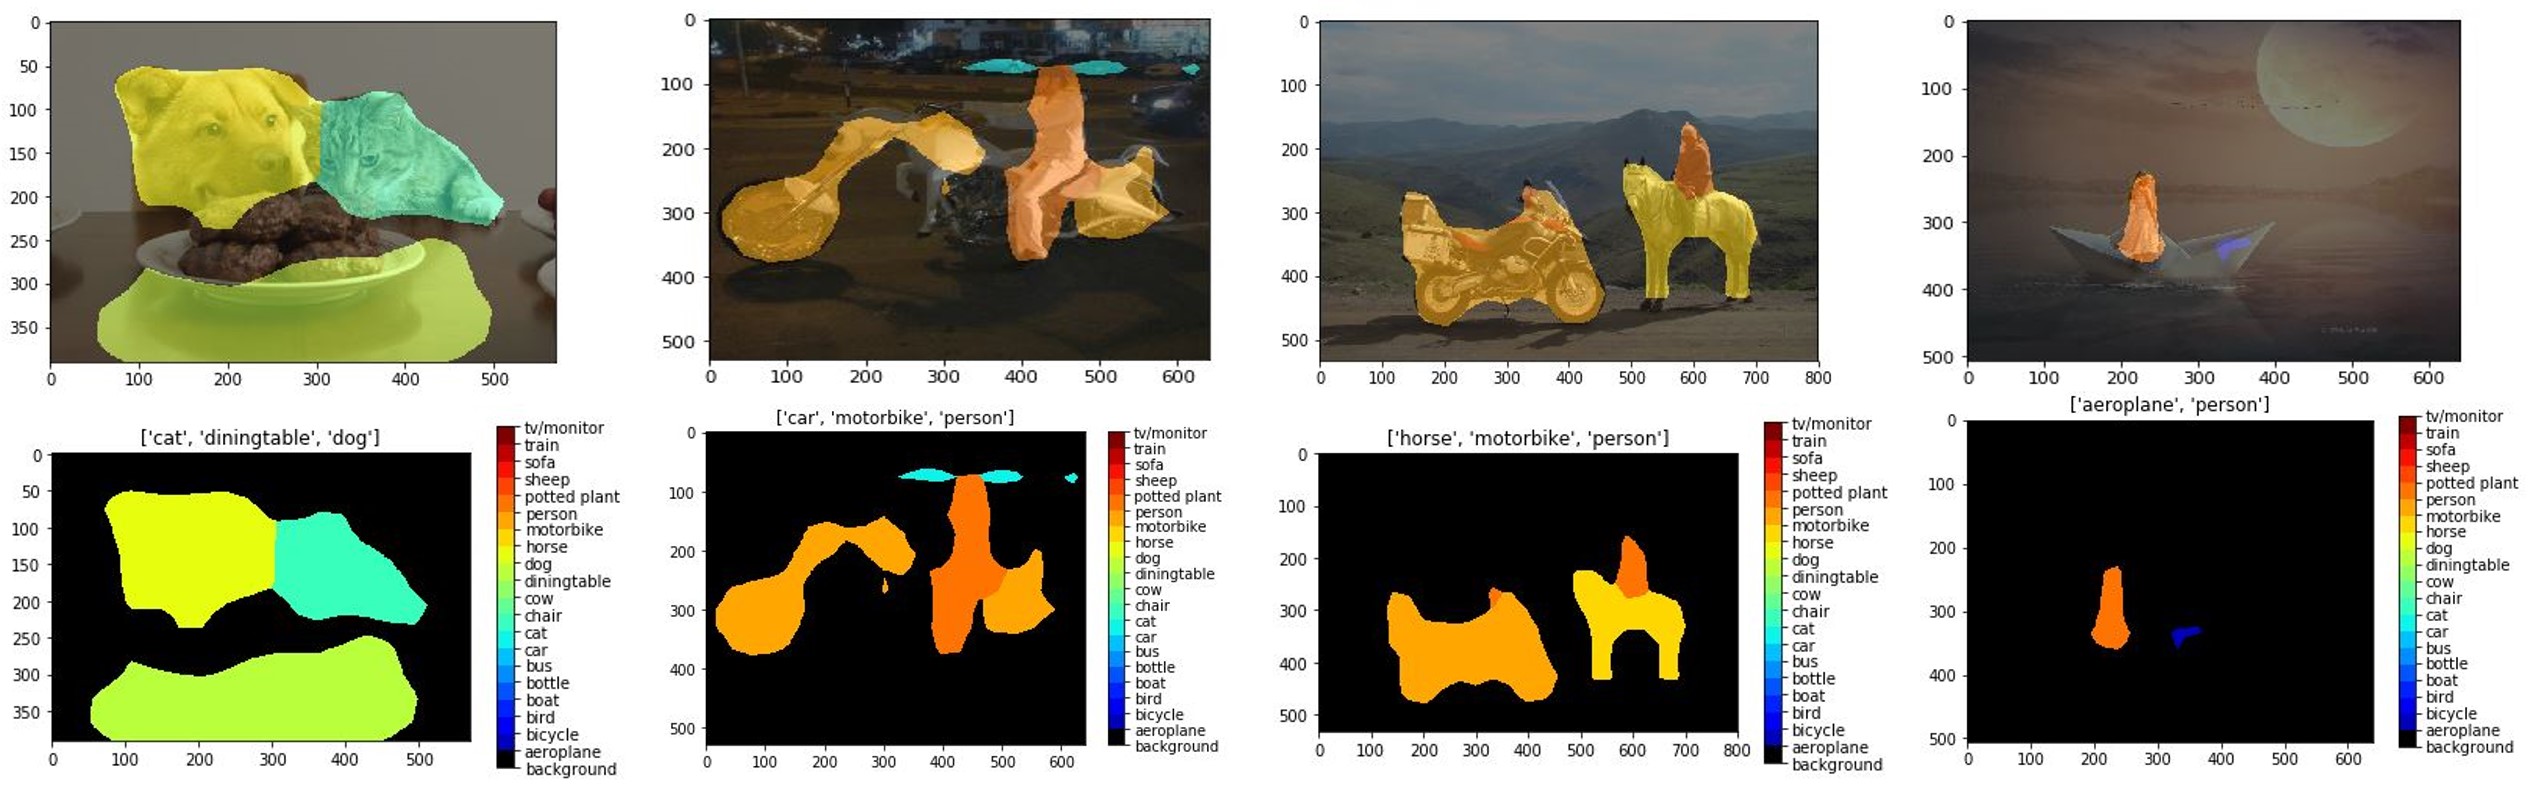 0
50
100
150
200
250
300
350
0 100 200 300 400 500
0
100
200
300
400
500
0 100 200 300 400 500 600
0
100
200
300
400
500
0 100 200 300 400 500 600 700 800
0
100
200
300
400
500
0 100 200 300 400 500 600
['cat', 'diningtable', 'dog']
0
50
100
150
200
250
300
350
0 100 200 300 400 500
tv/monitor
train
sofa
sheep
potted plant
person
motorbike
horse
dog
diningtable
cow
chair
cat
car
bus
bottle
boat
bird
bicycle
aeroplane
background
['car', 'motorbike', 'person']
0
100
200
300
400
500
0 100 200 300 400 500 600
tv/monitor
train
sofa
sheep
potted plant
person
motorbike
horse
dog
diningtable
cow
chair
cat
car
bus
bottle
boat
bird
bicycle
aeroplane
background
['horse', 'motorbike', 'person']
0
100
200
300
400
500
0 100 200 300 400 500 600 700 800
tv/monitor
train
sofa
sheep
potted plant
person
motorbike
horse
dog
diningtable
cow
chair
cat
car
bus
bottle
boat
bird
bicycle
aeroplane
background
['aeroplane', 'person']
0
100
200
300
400
500
0 100 200 300 400 500 600
tv/monitor
train
sofa
sheep
potted plant
person
motorbike
horse
dog
diningtable
cow
chair
cat
car
bus
bottle
boat
bird
bicycle
aeroplane
background